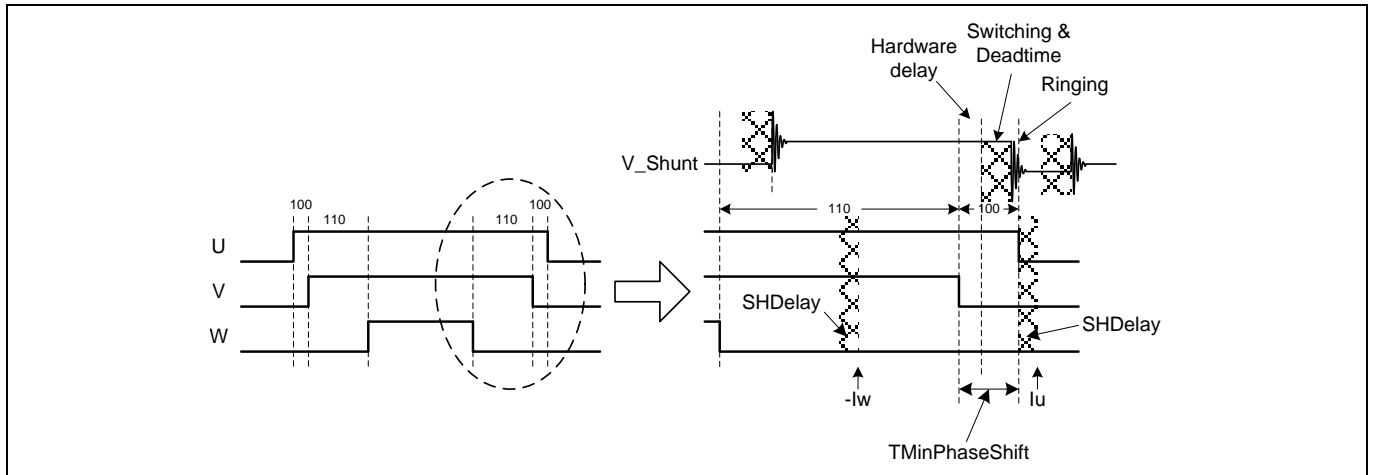 Switching &
Deadtime
Hardware
delay
Ringing
V_Shunt
110
100
100
110
110
100
U
V
W
U
V
W
SHDelay
SHDelay
-Iw
Iu
TMinPhaseShift